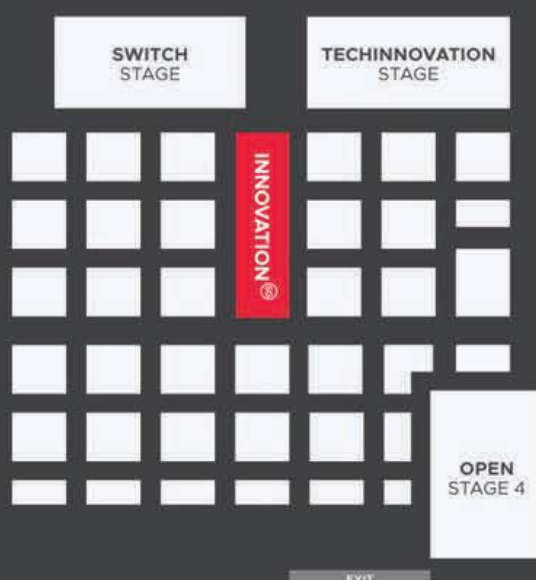 SWITCH
STAGE
TECHINNOVATION
STAGE
INNOVATION
OPEN
STAGE 4
EXIT